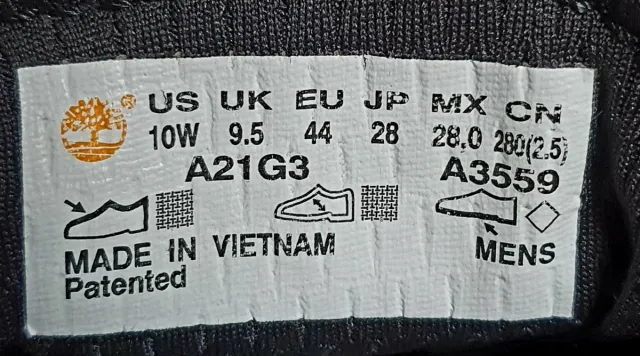 US UK EU JP MX CN
10W 9.5 44 28 28.0 280(2.5)
A21G3 A3559
MADE IN VIETNAM MENS
Patented